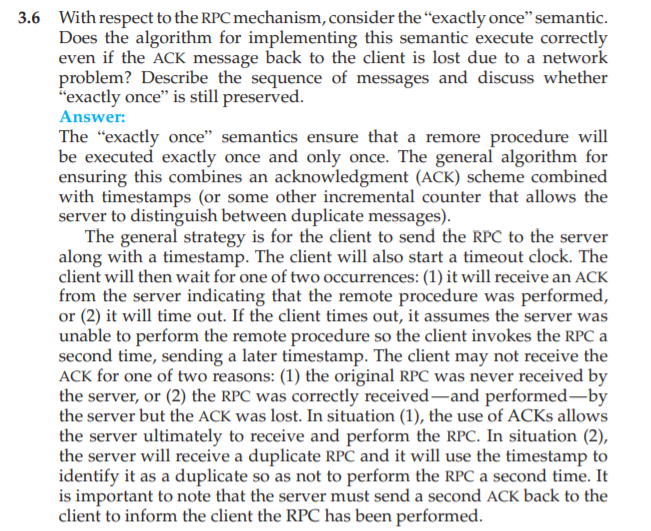 3.6 With respect to the RPC mechanism, consider the “exactly once” semantic.
Does the algorithm for implementing this semantic execute correctly
even if the ACK message back to the client is lost due to a network
problem? Describe the sequence of messages and discuss whether
“exactly once” is still preserved.
Answer:
The “exactly once” semantics ensure that a remore procedure will
be executed exactly once and only once. The general algorithm for
ensuring this combines an acknowledgment (ACK) scheme combined
with timestamps (or some other incremental counter that allows the
server to distinguish between duplicate messages).
The general strategy is for the client to send the RPC to the server
along with a timestamp. The client will also start a timeout clock. The
client will then wait for one of two occurrences: (1) it will receive an ACK
from the server indicating that the remote procedure was performed,
or (2) it will time out. If the client times out, it assumes the server was
unable to perform the remote procedure so the client invokes the RPC a
second time, sending a later timestamp. The client may not receive the
ACK for one of two reasons: (1) the original RPC was never received by
the server, or (2) the RPC was correctly received—and performed—by
the server but the ACK was lost. In situation (1), the use of ACKs allows
the server ultimately to receive and perform the RPC. In situation (2),
the server will receive a duplicate RPC and it will use the timestamp to
identify it as a duplicate so as not to perform the RPC a second time. It
is important to note that the server must send a second ACK back to the
client to inform the client the RPC has been performed.